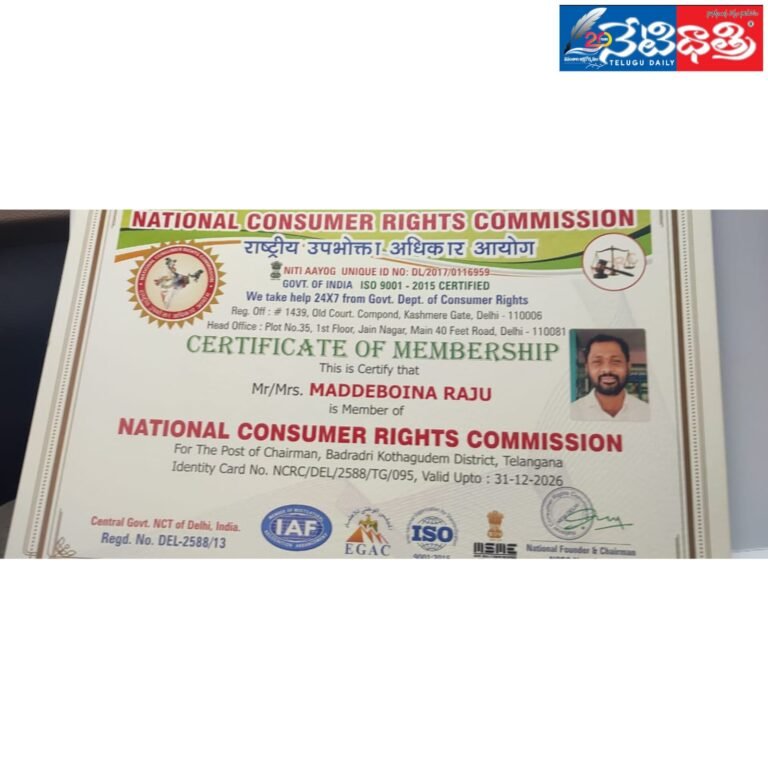 నేటిధాత్రి
TELUGU DAILY
NATIONAL CONSUMER RIGHTS COMMISSION
राष्ट्रीय उपभोक्ता अधिकार आयोग
NITI AAYOG UNIQUE ID NO: DL/2017/0116959
GOVT. OF INDIA ISO 9001 - 2015 CERTIFIED
We take help 24X7 from Govt. Dept. of Consumer Rights
Reg. Off : # 1439, Old Court. Compond, Kashmere Gate, Delhi - 110006
Head Office : Plot No.35, 1st Floor, Jain Nagar, Main 40 Feet Road, Delhi - 110081
CERTIFICATE OF MEMBERSHIP
This is Certify that
Mr/Mrs. MADDEBOINA RAJU
is Member of
NATIONAL CONSUMER RIGHTS COMMISSION
For The Post of Chairman, Badradri Kothagudem District, Telangana
Identity Card No. NCRC/DEL/2588/TG/095, Valid Upto : 31-12-2026
Central Govt. NCT of Delhi, India.
Regd. No. DEL-2588/13
IAF
EGAC
ISO
9001:2015
MSME
National Founder & Chairman